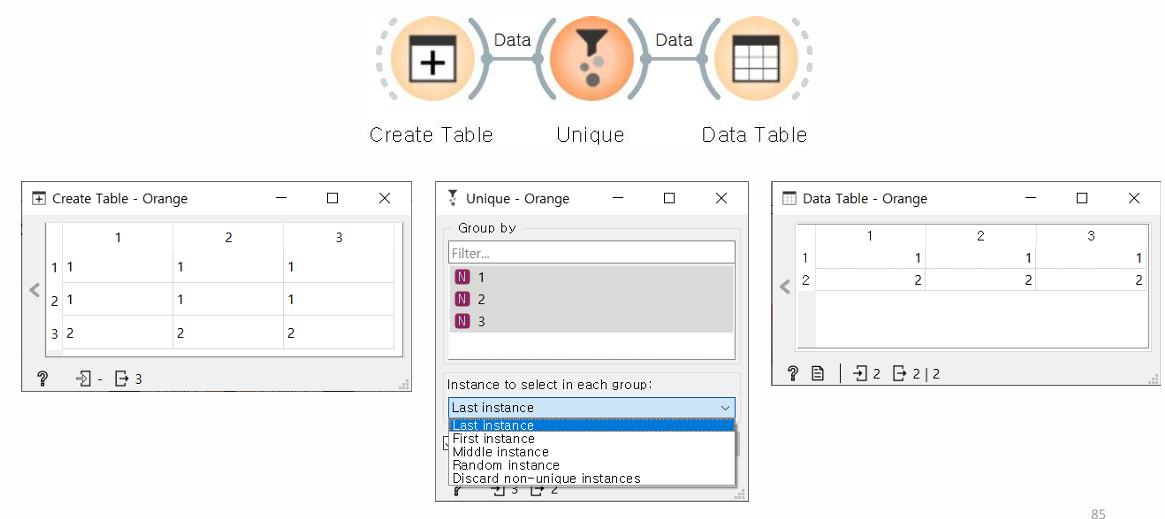 Data Data
Create Table Unique Data Table
Create Table - Orange
1 2 3
1 1 1 1
2 1 1 1
3 2 2 2
? - 3
Unique - Orange
Group by
Filter...
N 1
N 2
N 3
Instance to select in each group:
Last instance
Last instance
First instance
Middle instance
Random instance
Discard non-unique instances
? 3 2
Data Table - Orange
1 2 3
1 1 1 1
2 2 2 2
? 2 2 | 2
85